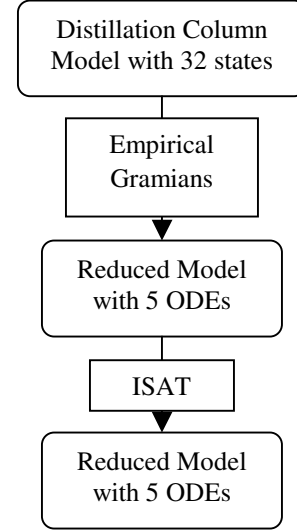 Distillation Column
Model with 32 states
Empirical
Gramians
Reduced Model
with 5 ODEs
ISAT
Reduced Model
with 5 ODEs